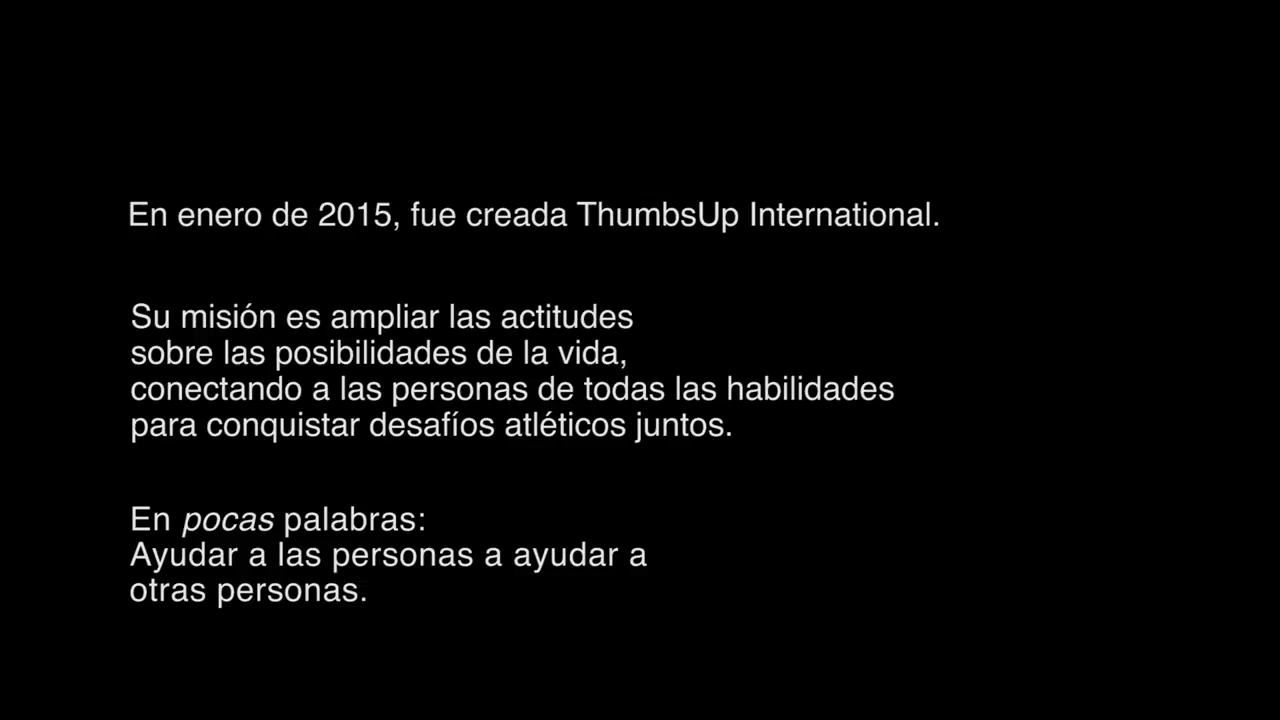 En enero de 2015, fue creada ThumbsUp International.
Su misión es ampliar las actitudes
sobre las posibilidades de la vida,
conectando a las personas de todas las habilidades
para conquistar desafíos atléticos juntos.
En pocas palabras:
Ayudar a las personas a ayudar a
otras personas.